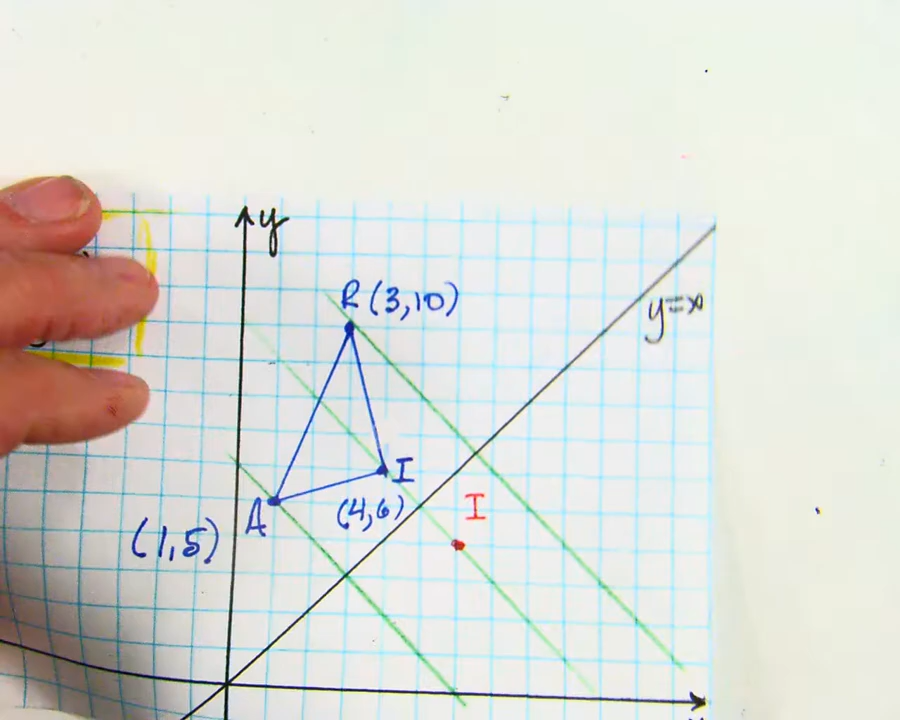 y
R (3,10)
y=x
I
A
(4,6)
I
(1,5)